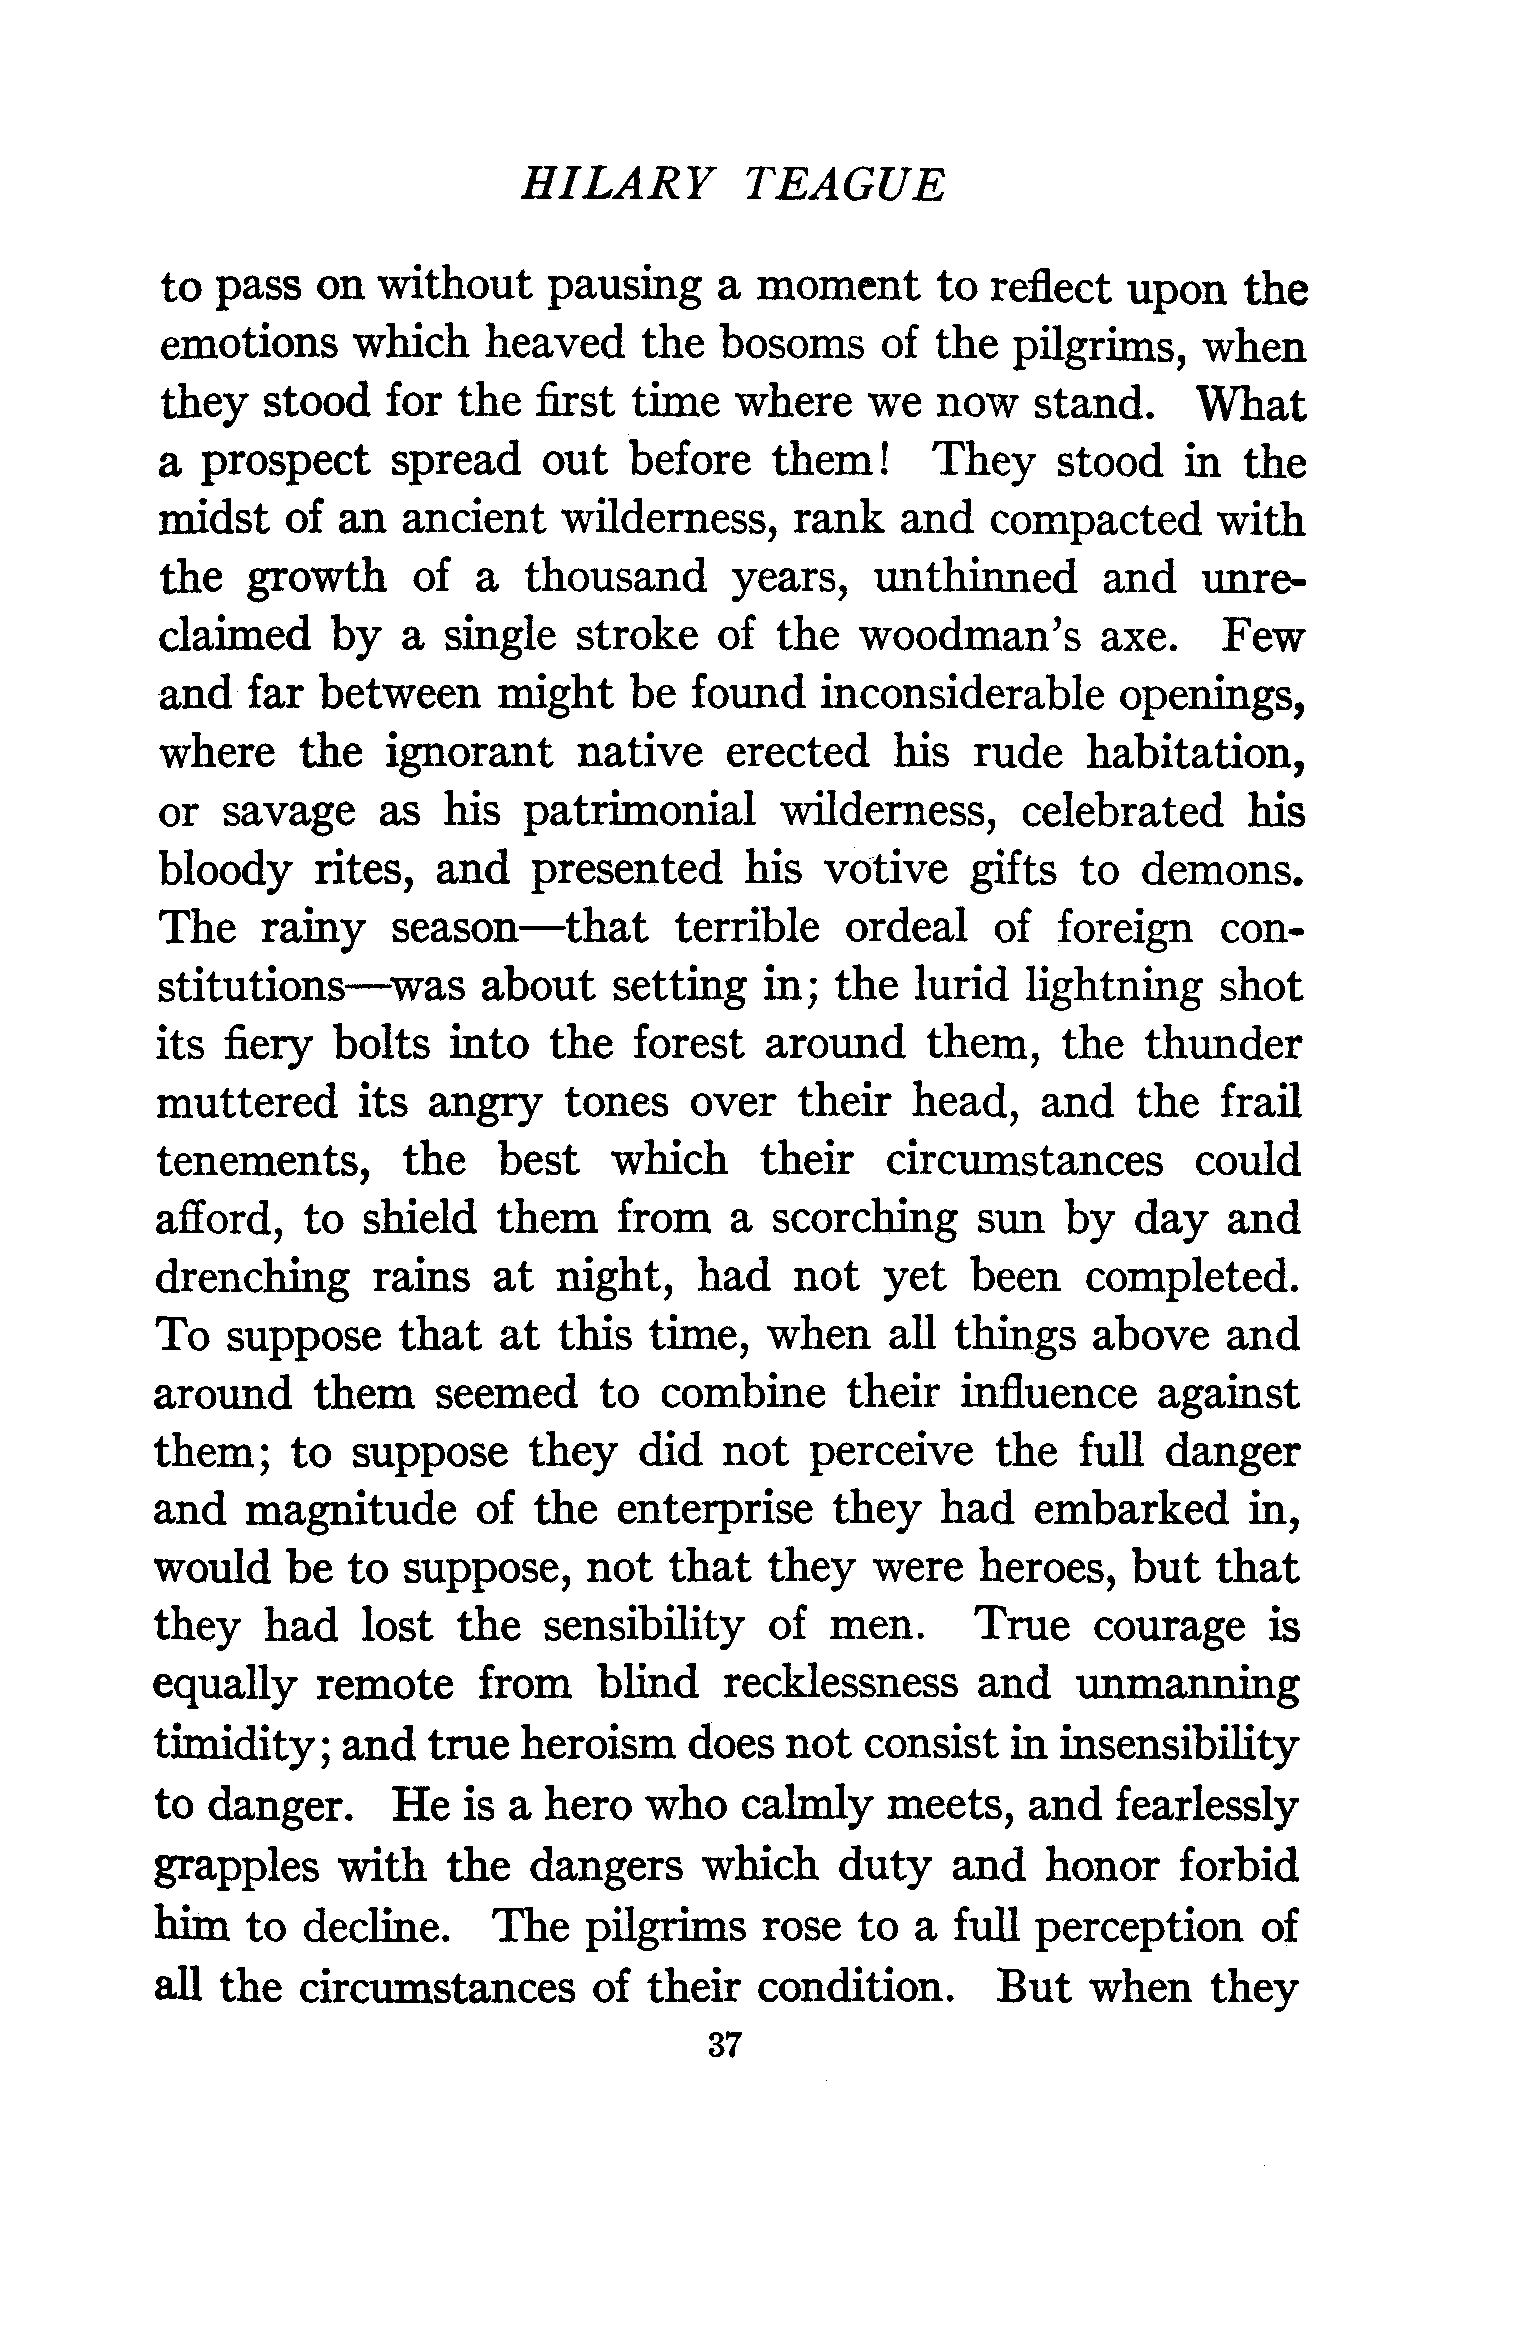 HILARY TEAGUE
to pass on without pausing a moment to reflect upon the
emotions which heaved the bosoms of the pilgrims, when
they stood for the first time where we now stand. What
a prospect spread out before them! They stood in the
midst of an ancient wilderness, rank and compacted with
the growth of a thousand years, unthinned and unre-
claimed by a single stroke of the woodman's axe. Few
and far between might be found inconsiderable openings,
where the ignorant native erected his rude habitation,
or savage as his patrimonial wilderness, celebrated his
bloody rites, and presented his votive gifts to demons.
The rainy season—that terrible ordeal of foreign con-
stitutions—was about setting in; the lurid lightning shot
its fiery bolts into the forest around them, the thunder
muttered its angry tones over their head, and the frail
tenements, the best which their circumstances could
afford, to shield them from a scorching sun by day and
drenching rains at night, had not yet been completed.
To suppose that at this time, when all things above and
around them seemed to combine their influence against
them; to suppose they did not perceive the full danger
and magnitude of the enterprise they had embarked in,
would be to suppose, not that they were heroes, but that
they had lost the sensibility of men. True courage is
equally remote from blind recklessness and unmanning
timidity; and true heroism does not consist in insensibility
to danger. He is a hero who calmly meets, and fearlessly
grapples with the dangers which duty and honor forbid
him to decline. The pilgrims rose to a full perception of
all the circumstances of their condition. But when they
37